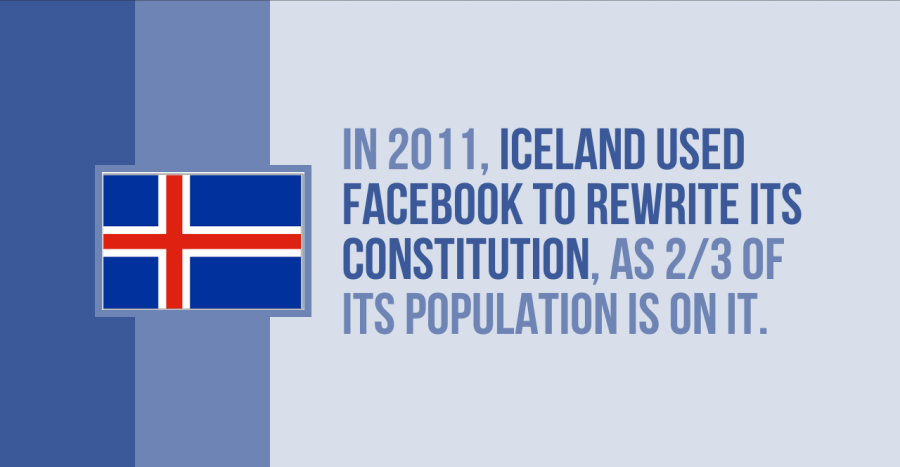 IN 2011, ICELAND USED
FACEBOOK TO REWRITE ITS
CONSTITUTION, AS 2/3 OF
ITS POPULATION IS ON IT.